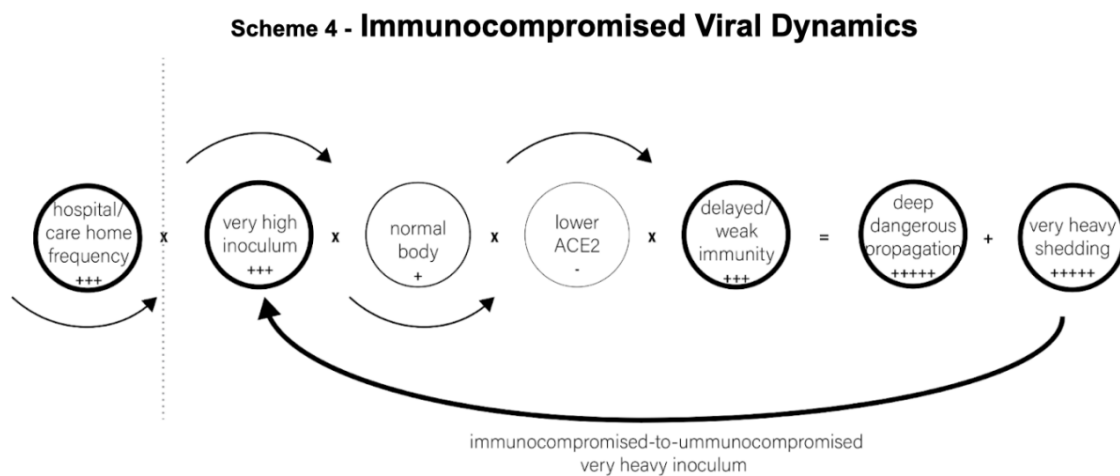 Scheme 4 - Immunocompromised Viral Dynamics
hospital/
care home
frequency
+++
x
very high
inoculum
+++
x
normal
body
+
x
lower
ACE2
-
x
delayed/
weak
immunity
+++
=
deep
dangerous
propagation
+++++
+
very heavy
shedding
+++++
immunocompromised-to-ummunocompromised
very heavy inoculum